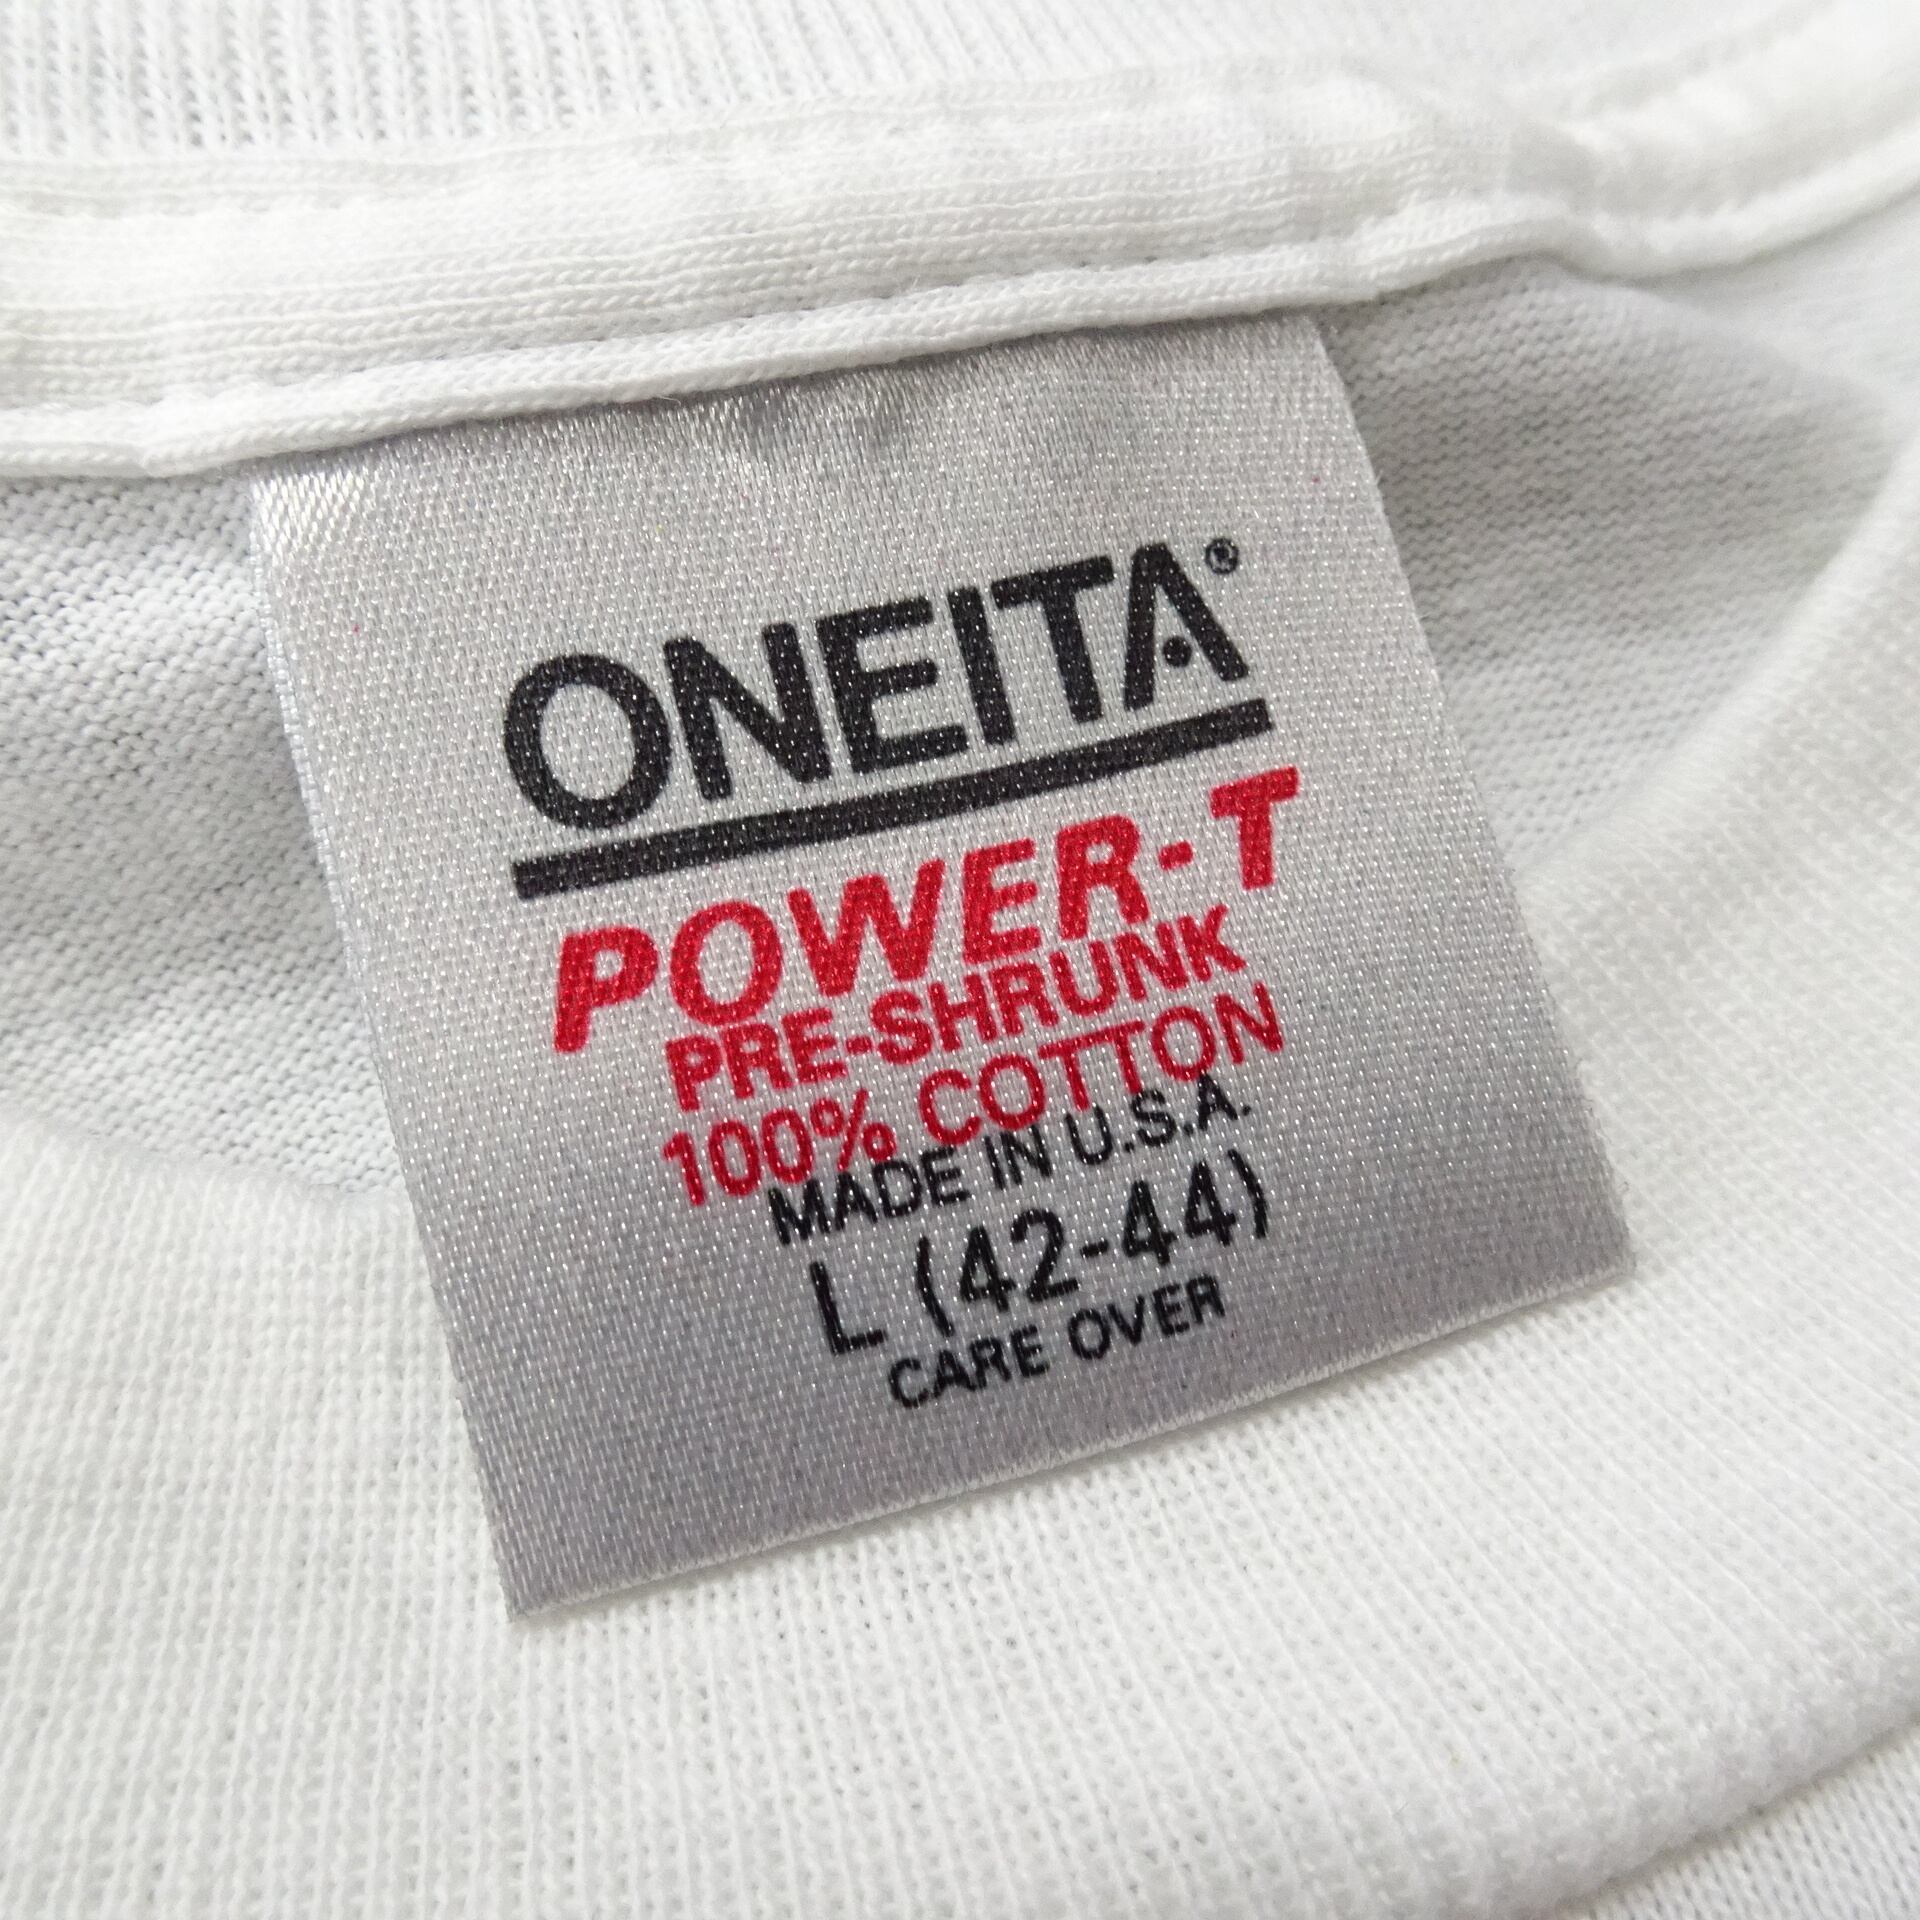 ONEITA®
POWER-T
PRE-SHRUNK
100% COTTON
MADE IN U.S.A.
L (42-44)
CARE OVER